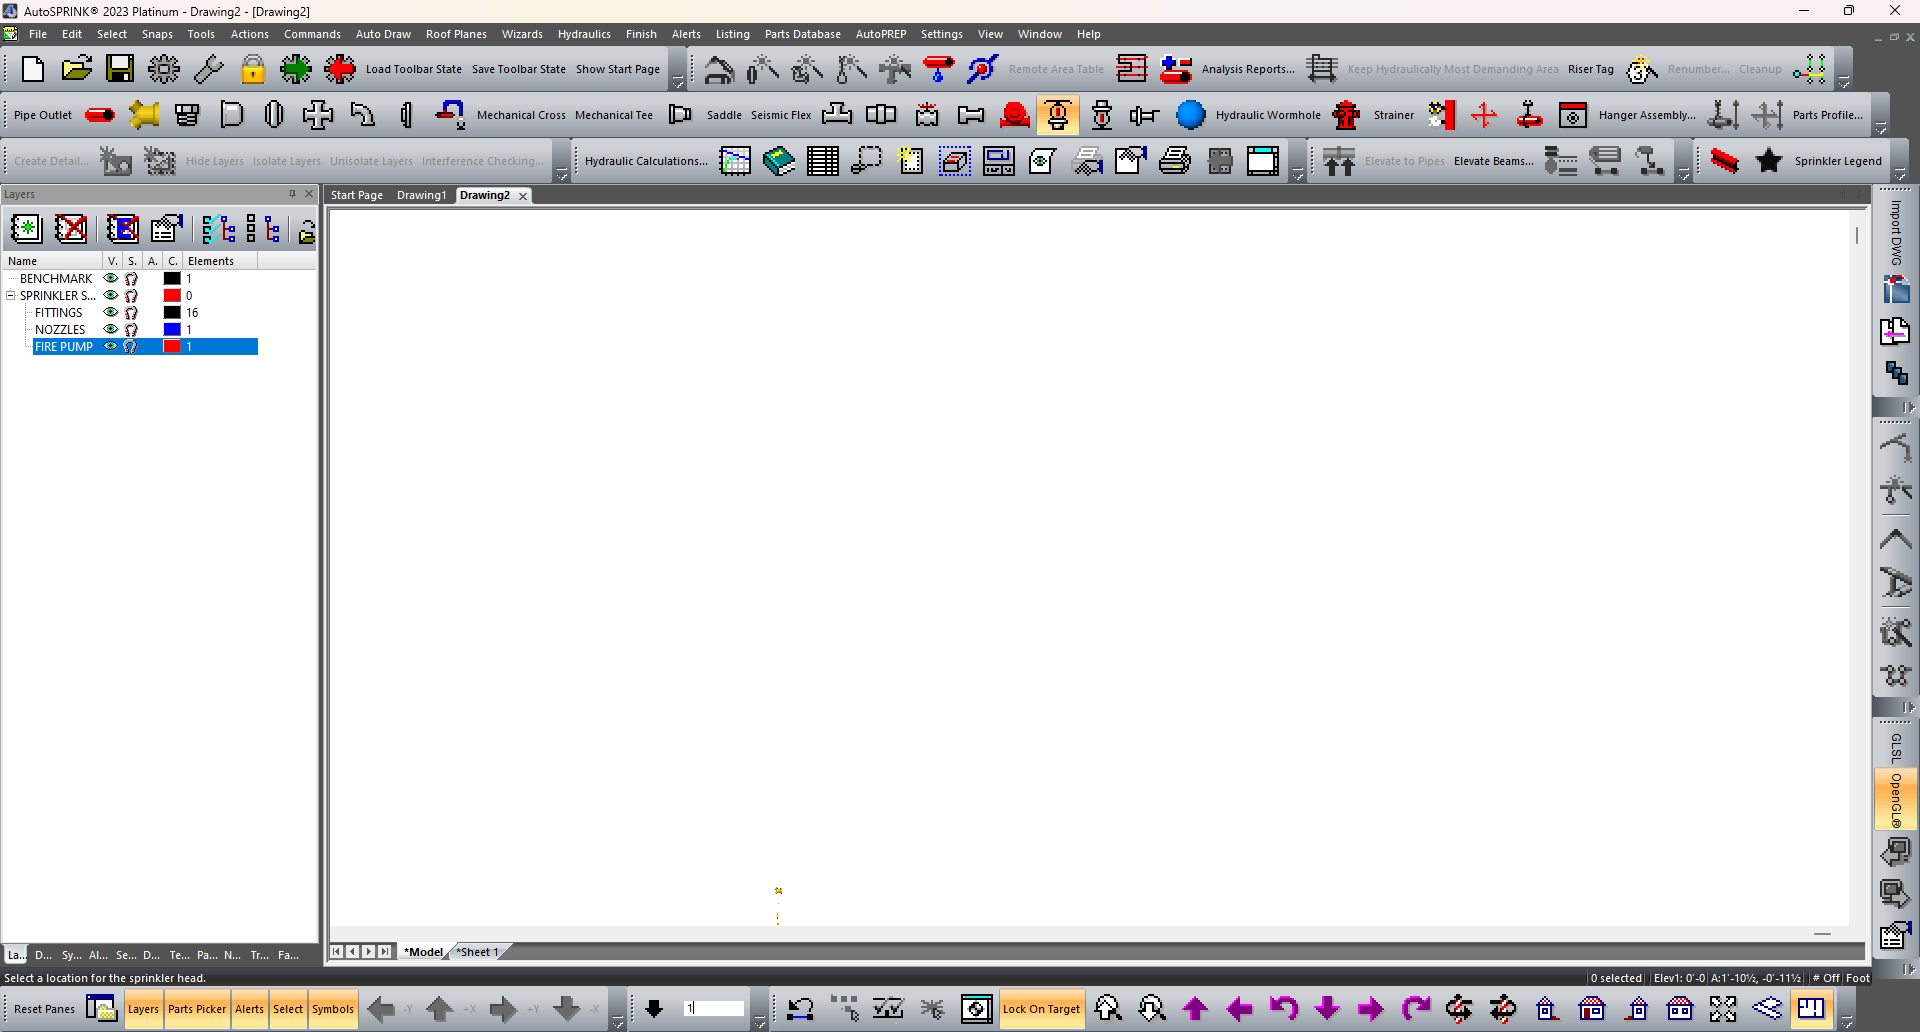 AutoSPRINK® 2023 Platinum - Drawing2 - [Drawing2]
File Edit Select Snaps Tools Actions Commands Auto Draw Roof Planes Wizards Hydraulics Finish Alerts Listing Parts Database AutoPREP Settings View Window Help
Load Toolbar State Save Toolbar State Show Start Page Remote Area Table Analysis Reports... Keep Hydraulically Most Demanding Area Riser Tag Renumber... Cleanup
Pipe Outlet Mechanical Cross Mechanical Tee Saddle Seismic Flex Hydraulic Wormhole Strainer Hanger Assembly... Parts Profile...
Create Detail... Hide Layers Isolate Layers Unisolate Layers Interference Checking... Hydraulic Calculations... Elevate to Pipes Elevate Beams... Sprinkler Legend
Layers
Start Page Drawing1 Drawing2
Name V. S. A. C. Elements
BENCHMARK 1
SPRINKLER S... 0
FITTINGS 16
NOZZLES 1
FIRE PUMP 1
Import DWG
GLSL
OpenGL®
La... D... Sy... Al... Se... D... Te... Pa... N... Tr... Fa...
*Model *Sheet 1
Select a location for the sprinkler head.
0 selected Elev1: 0'-0 A:1'-10½, -0'-11½ # Off Foot
Reset Panes Layers Parts Picker Alerts Select Symbols -Y +X +Y -X 1 Lock On Target